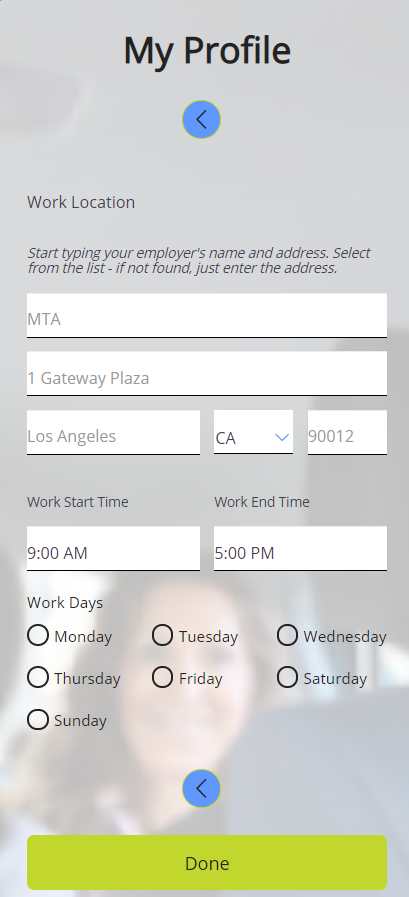 My Profile
Work Location
Start typing your employer's name and address. Select
from the list - if not found, just enter the address.
MTA
1 Gateway Plaza
Los Angeles CA 90012
Work Start Time Work End Time
9:00 AM 5:00 PM
Work Days
Monday Tuesday Wednesday
Thursday Friday Saturday
Sunday
Done